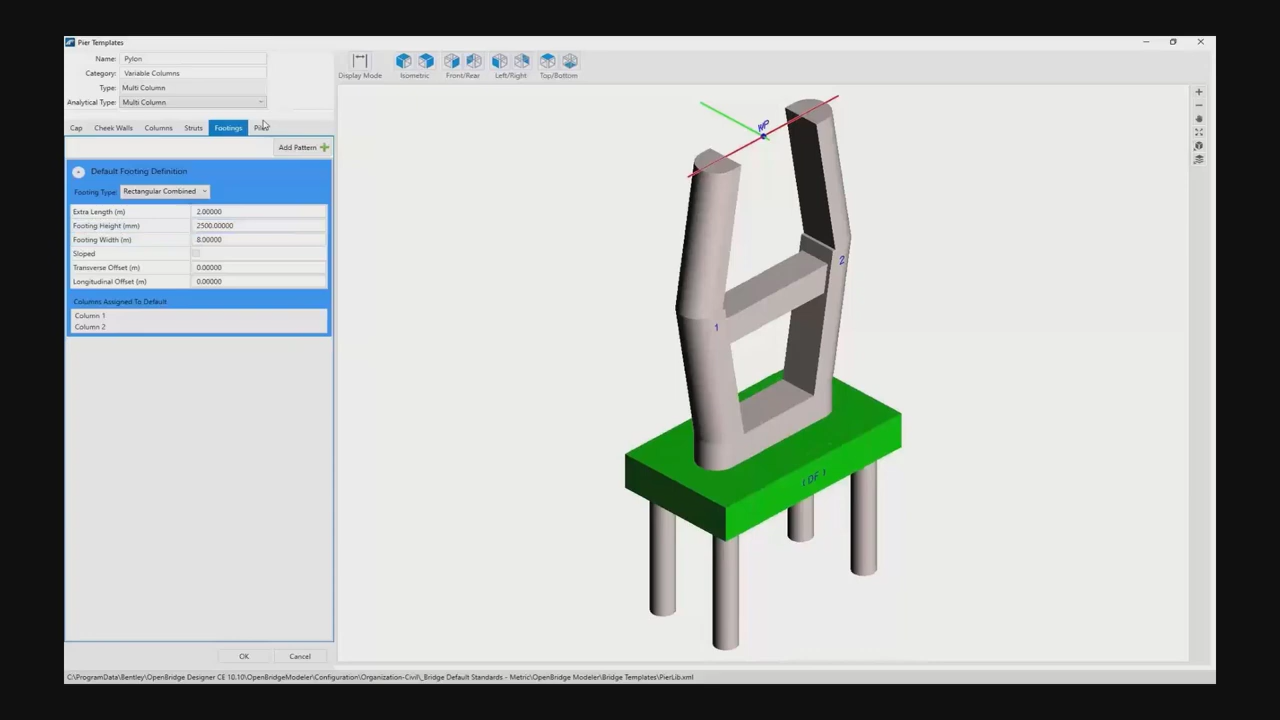 Pier Templates
Name: Pylon
Category: Variable Columns
Type: Multi Column
Analytical Type: Multi Column
Display Mode Isometric Front/Rear Left/Right Top/Bottom
Cap Cheek Walls Columns Struts Footings Piles
Add Pattern
Default Footing Definition
Footing Type: Rectangular Combined
Extra Length (m) 2.00000
Footing Height (mm) 2500.00000
Footing Width (m) 8.00000
Sloped
Transverse Offset (m) 0.00000
Longitudinal Offset (m) 0.00000
Columns Assigned To Default
Column 1
Column 2
WP
2
1
(DF)
OK Cancel
C:\ProgramData\Bentley\OpenBridge Designer CE 10.10\OpenBridgeModeler\Configuration\Organization-Civil\_Bridge Default Standards - Metric\OpenBridge Modeler\Bridge Templates\PierLib.xml